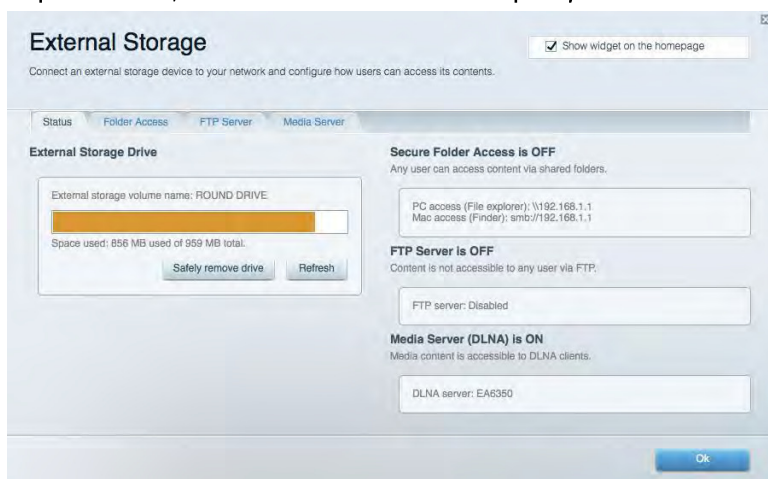 External Storage
Show widget on the homepage
Connect an external storage device to your network and configure how users can access its contents.
Status
Folder Access
FTP Server
Media Server
External Storage Drive
External storage volume name: ROUND DRIVE
Space used: 856 MB used of 959 MB total.
Safely remove drive
Refresh
Secure Folder Access is OFF
Any user can access content via shared folders.
PC access (File explorer): \\192.168.1.1
Mac access (Finder): smb://192.168.1.1
FTP Server is OFF
Content is not accessible to any user via FTP.
FTP server: Disabled
Media Server (DLNA) is ON
Media content is accessible to DLNA clients.
DLNA server: EA6350
Ok